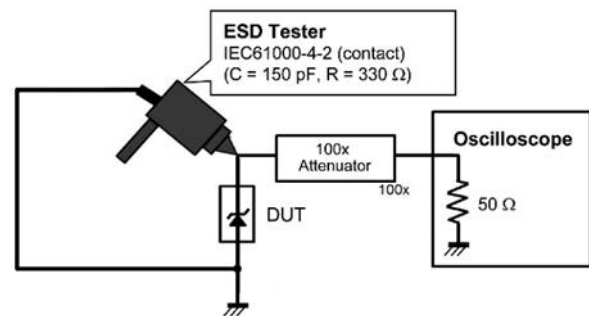 ESD Tester
IEC61000-4-2 (contact)
(C = 150 pF, R = 330 Ω)
100x
Attenuator
100x
Oscilloscope
50 Ω
DUT